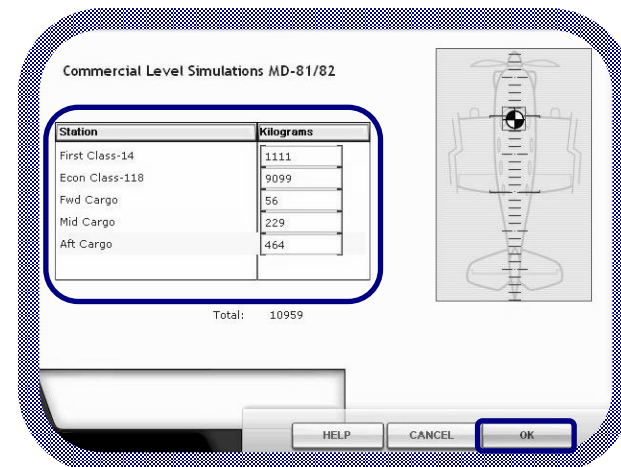 Commercial Level Simulations MD-81/82
Station Kilograms
First Class-14 1111
Econ Class-118 9099
Fwd Cargo 56
Mid Cargo 229
Aft Cargo 464
Total: 10959
HELP CANCEL OK